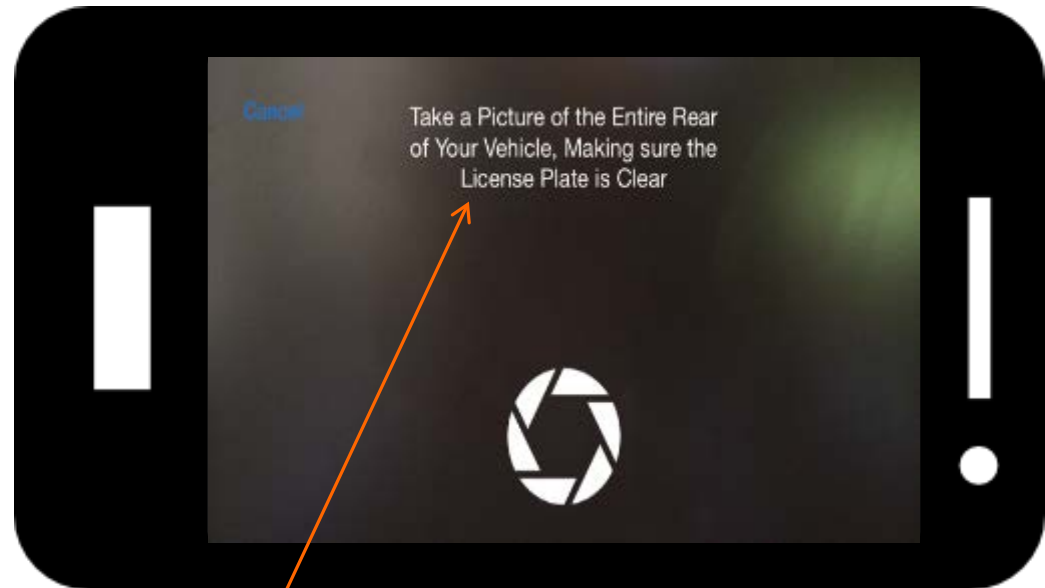 Cancel
Take a Picture of the Entire Rear
of Your Vehicle, Making sure the
License Plate is Clear